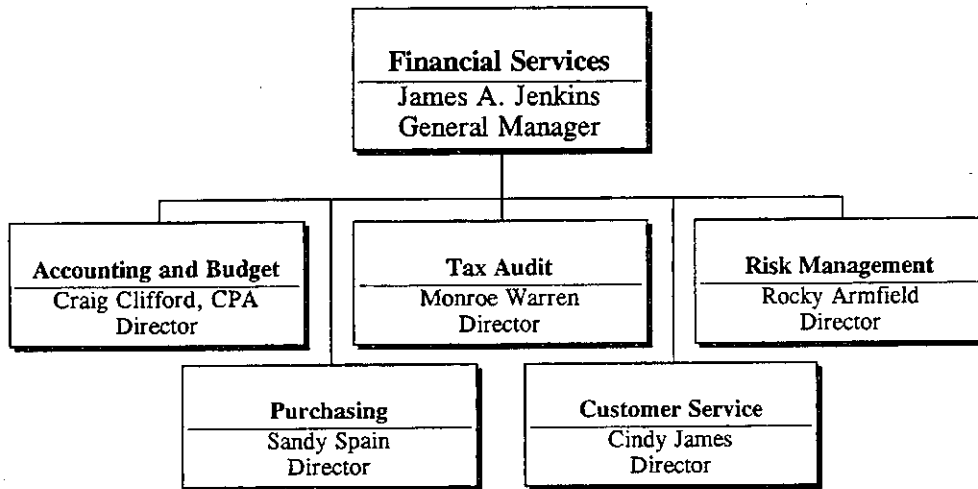 Financial Services
James A. Jenkins
General Manager
Accounting and Budget
Craig Clifford, CPA
Director
Tax Audit
Monroe Warren
Director
Risk Management
Rocky Armfield
Director
Purchasing
Sandy Spain
Director
Customer Service
Cindy James
Director